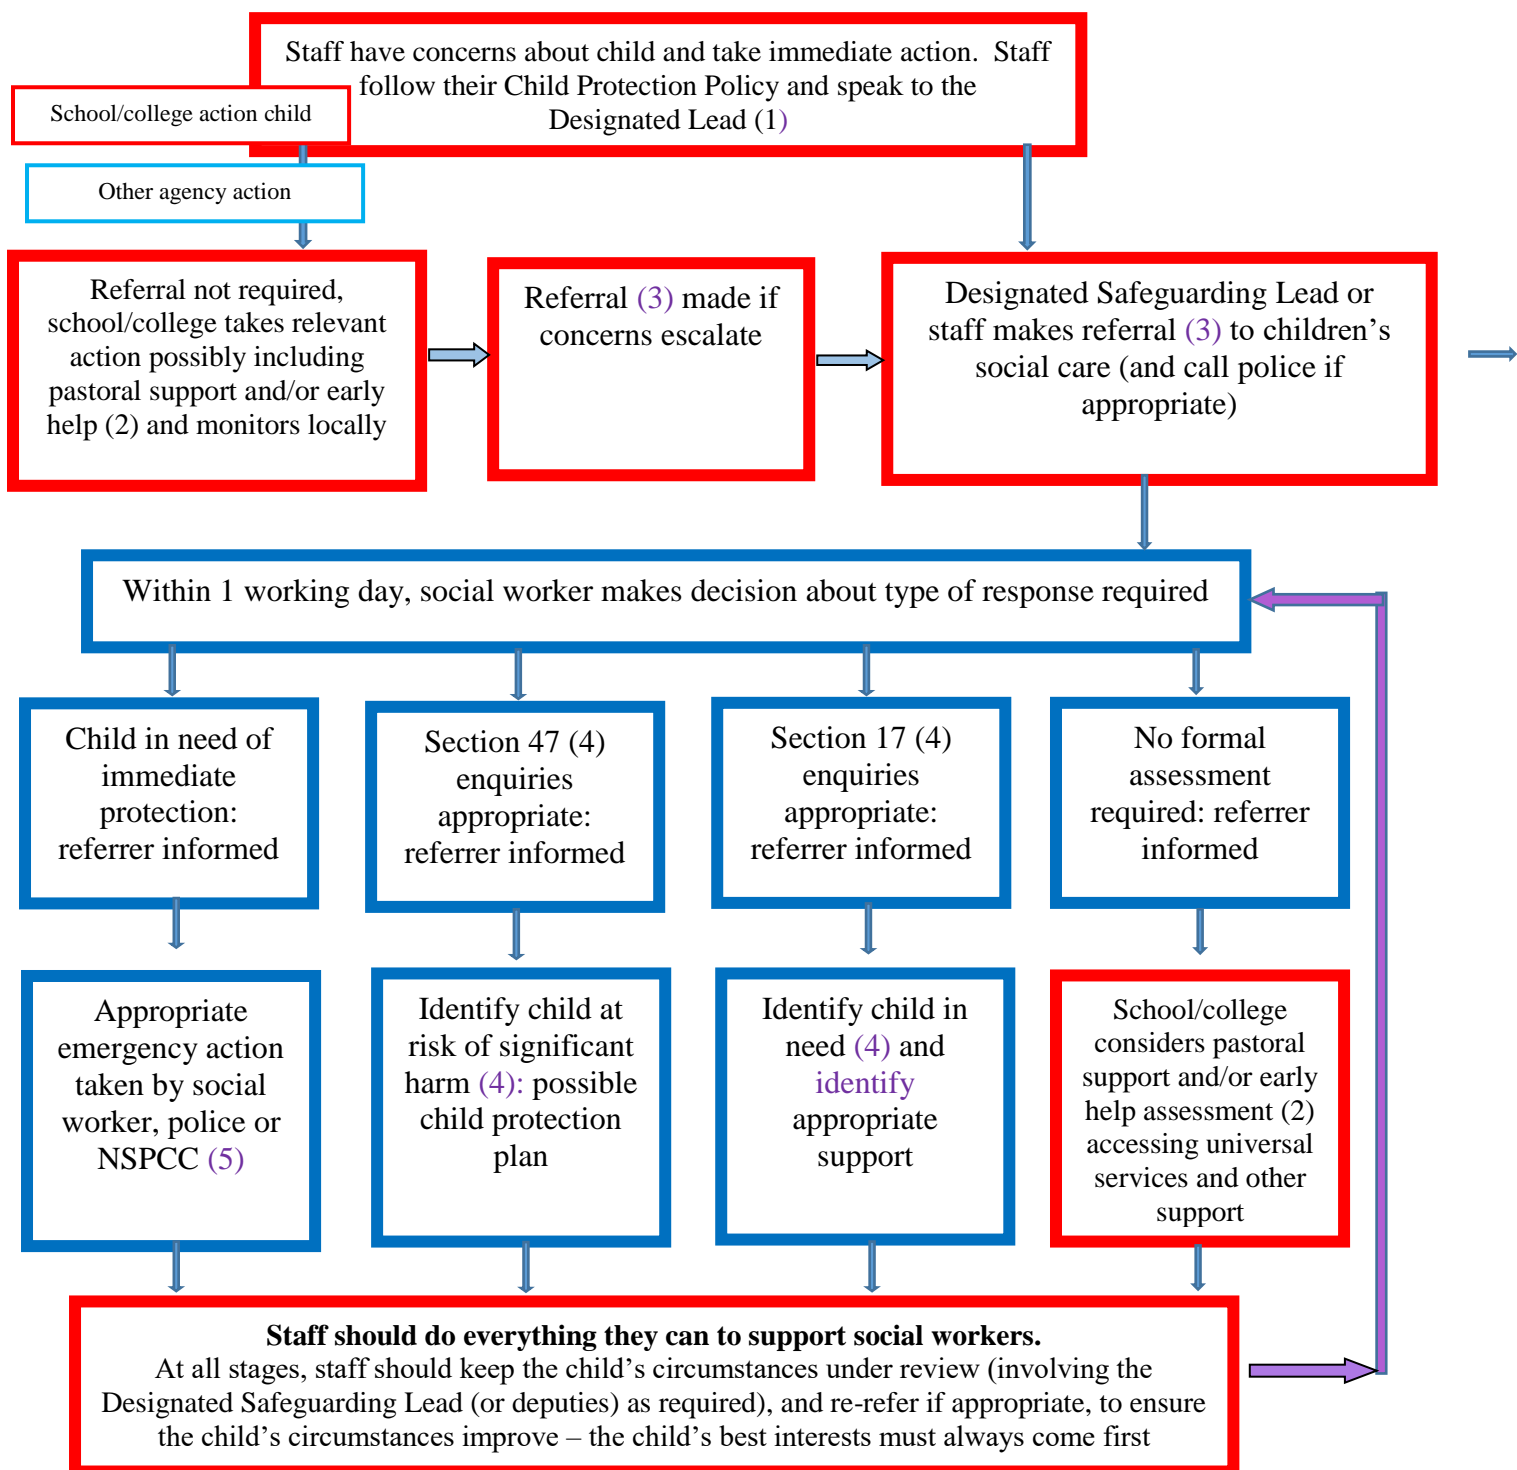 Staff have concerns about child and take immediate action.  Staff
follow their Child Protection Policy and speak to the
Designated Lead (1)
School/college action child
Other agency action
Referral not required,
school/college takes relevant
action possibly including
pastoral support and/or early
help (2) and monitors locally
Referral (3) made if
concerns escalate
Designated Safeguarding Lead or
staff makes referral (3) to children’s
social care (and call police if
appropriate)
Within 1 working day, social worker makes decision about type of response required
Child in need of
immediate
protection:
referrer informed
Section 47 (4)
enquiries
appropriate:
referrer informed
Section 17 (4)
enquiries
appropriate:
referrer informed
No formal
assessment
required: referrer
informed
Appropriate
emergency action
taken by social
worker, police or
NSPCC (5)
Identify child at
risk of significant
harm (4): possible
child protection
plan
Identify child in
need (4) and
identify
appropriate
support
School/college
considers pastoral
support and/or early
help assessment (2)
accessing universal
services and other
support
Staff should do everything they can to support social workers.
At all stages, staff should keep the child’s circumstances under review (involving the
Designated Safeguarding Lead (or deputies) as required), and re-refer if appropriate, to ensure
the child’s circumstances improve – the child’s best interests must always come first